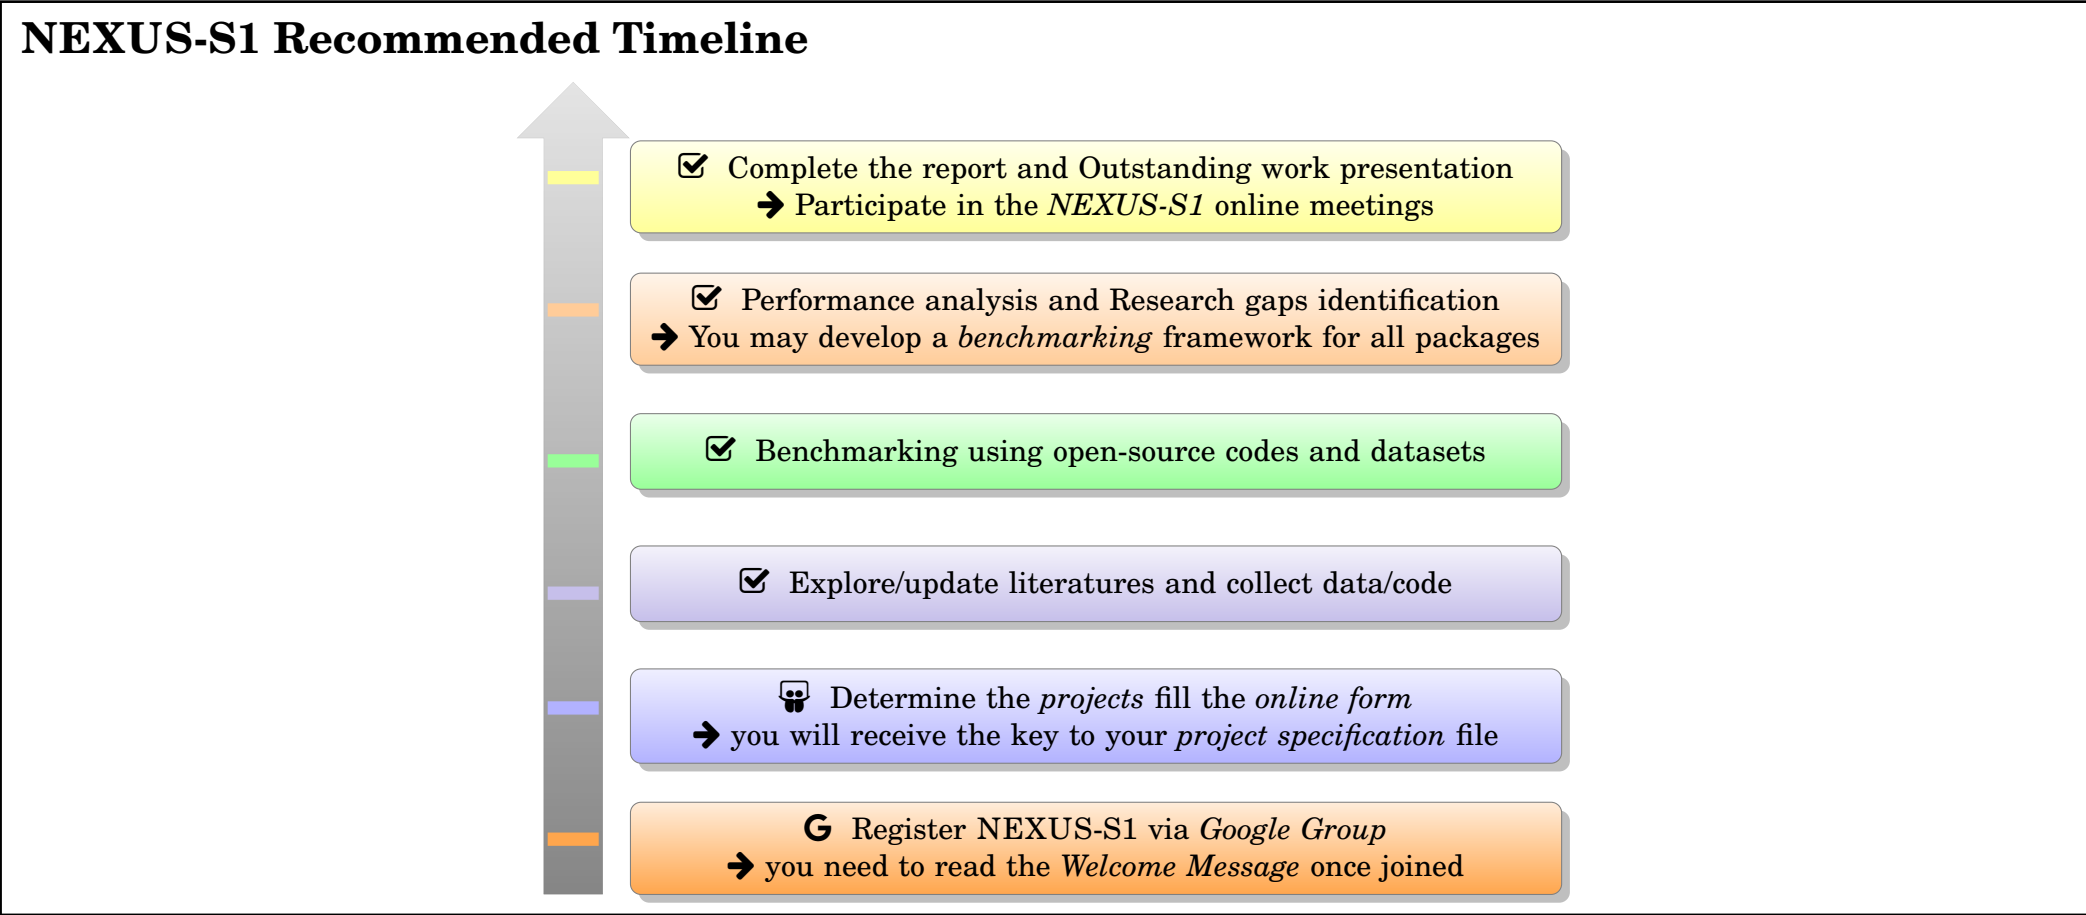 NEXUS-S1 Recommended Timeline
Complete the report and Outstanding work presentation
➔ Participate in the NEXUS-S1 online meetings
Performance analysis and Research gaps identification
➔ You may develop a benchmarking framework for all packages
Benchmarking using open-source codes and datasets
Explore/update literatures and collect data/code
Determine the projects fill the online form
➔ you will receive the key to your project specification file
Register NEXUS-S1 via Google Group
➔ you need to read the Welcome Message once joined